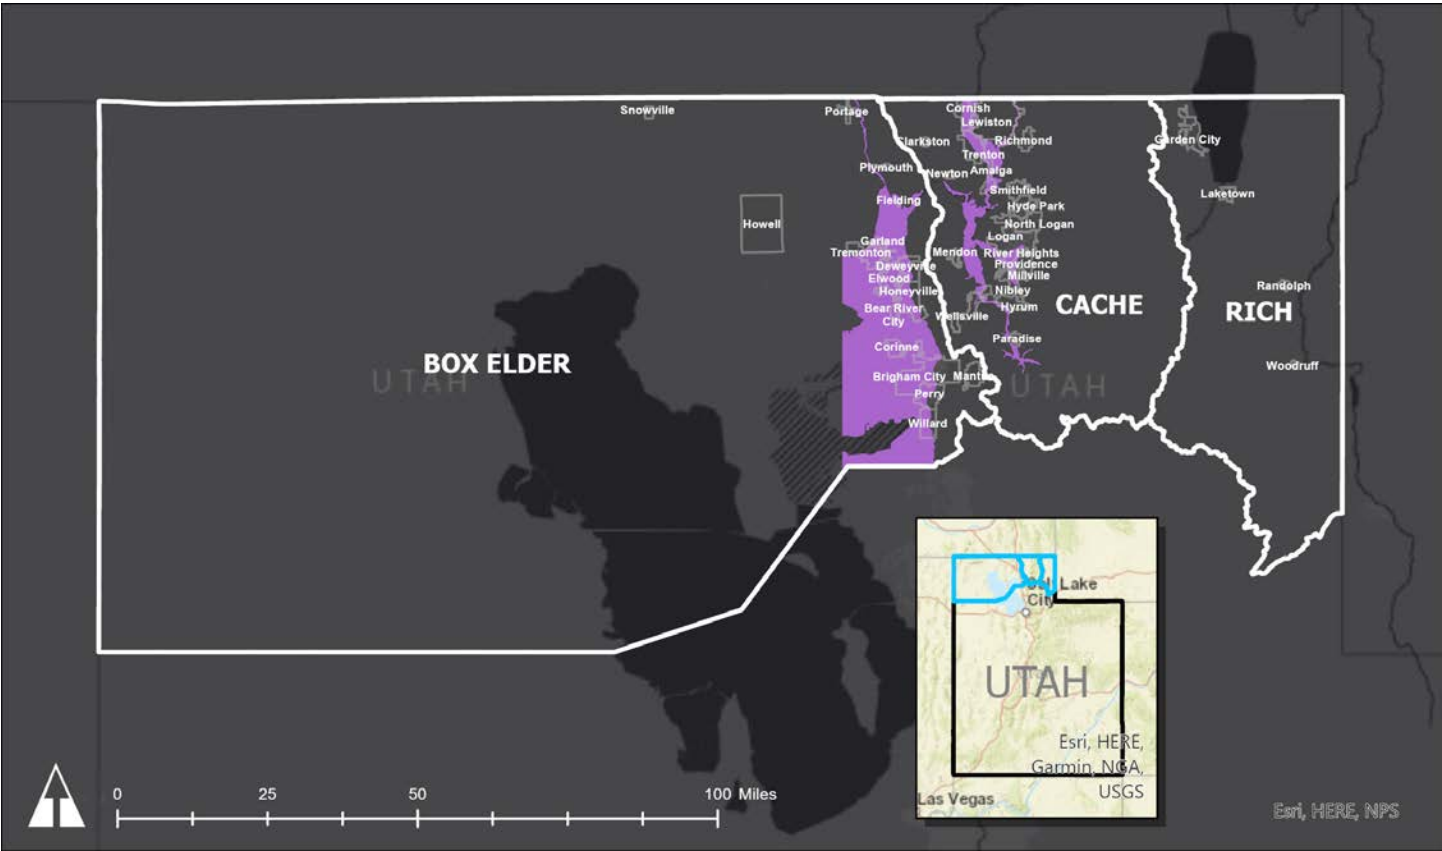 Snowville
Portage
Cornish
Lewiston
Clarkston
Richmond
Garden City
Trenton
Plymouth
Newton
Amalga
Smithfield
Laketown
Fielding
Hyde Park
Howell
North Logan
Logan
Garland
Tremonton
Mendon
River Heights
Deweyville
Providence
Elwood
Millville
Honeyville
Nibley
Randolph
Bear River
City
Hyrum
CACHE
RICH
Wellsville
Paradise
Corinne
BOX ELDER
Woodruff
UTAH
Brigham City
Mantu
UTAH
Perry
Willard
Salt Lake
City
UTAH
Esri, HERE,
Garmin, NGA,
USGS
Las Vegas
0 25 50 100 Miles
Esri, HERE, NPS